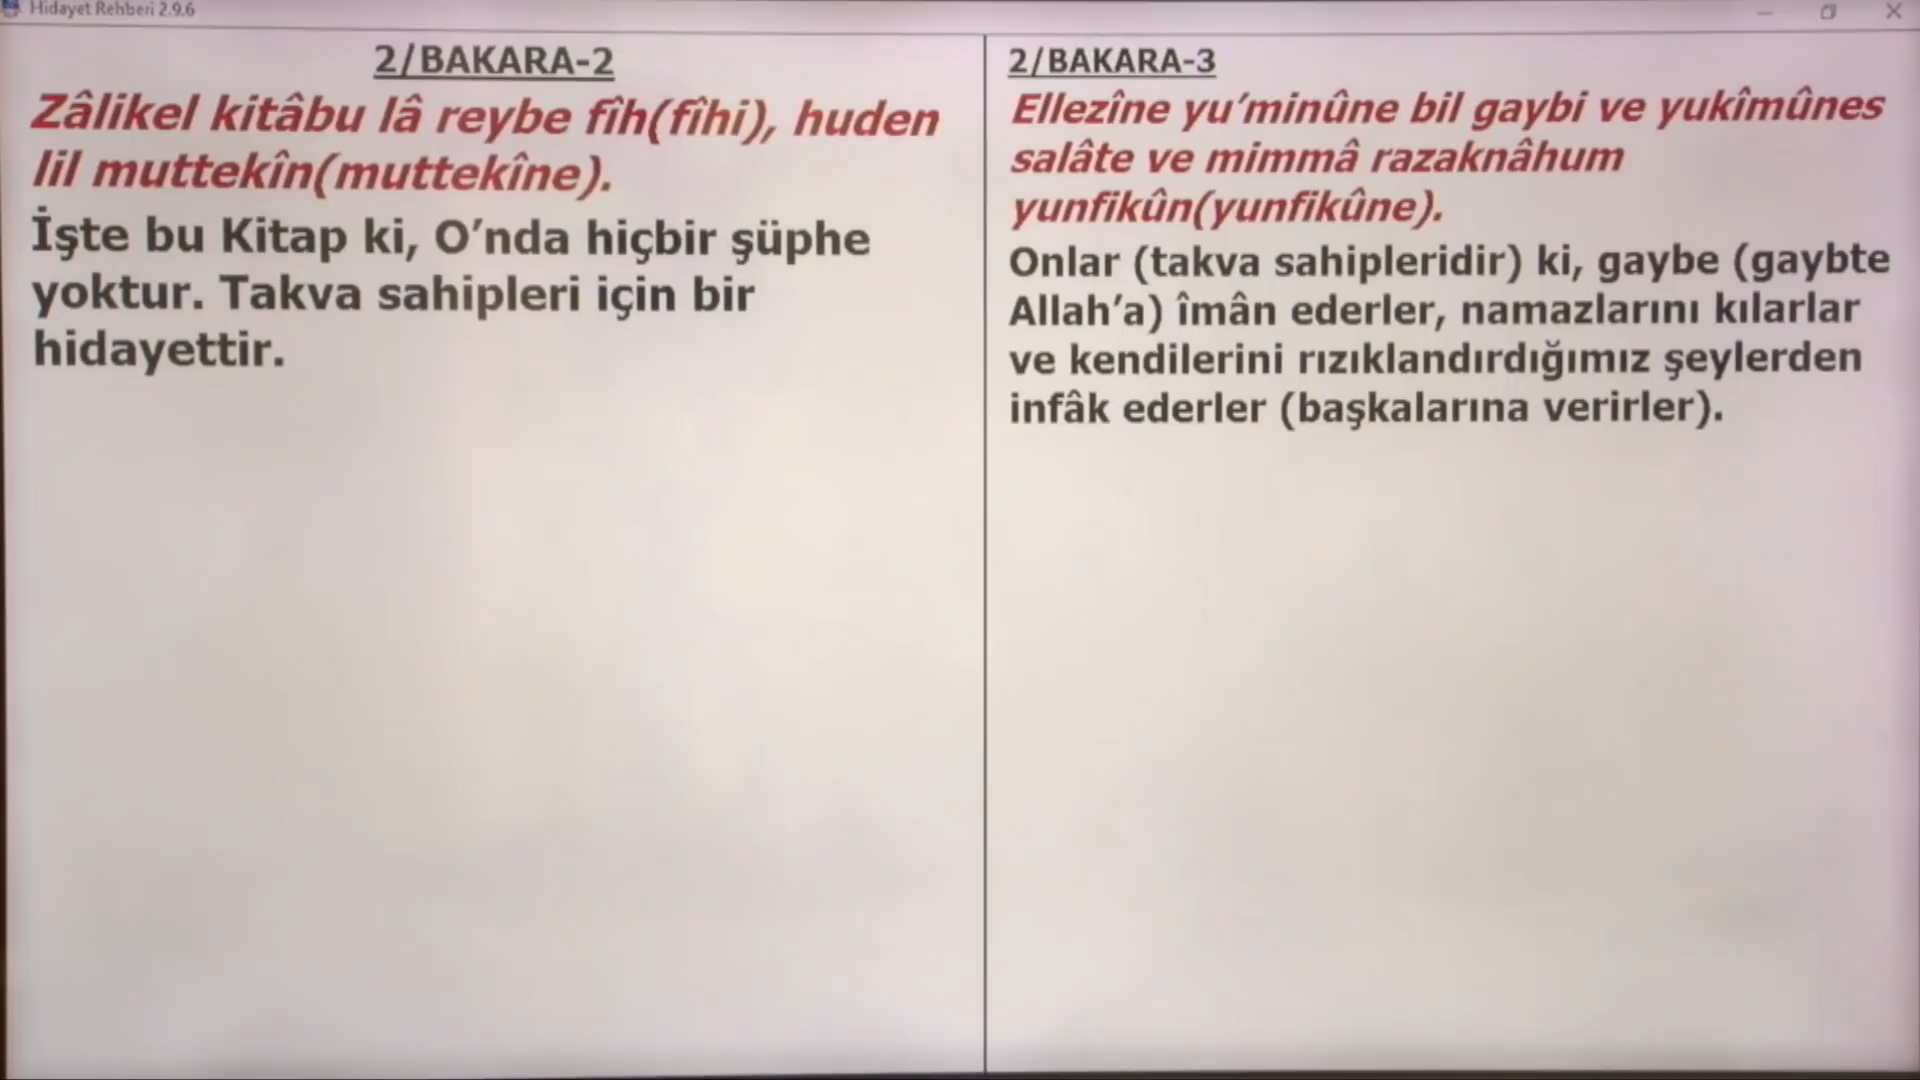 Hidayet Rehberi 2.9.6
2/BAKARA-2
Zâlikel kitâbu lâ reybe fîh(fîhi), huden
lil muttekîn(muttekîne).
İşte bu Kitap ki, O’nda hiçbir şüphe
yoktur. Takva sahipleri için bir
hidayettir.
2/BAKARA-3
Ellezîne yu’minûne bil gaybi ve yukîmûnes
salâte ve mimmâ razaknâhum
yunfikûn(yunfikûne).
Onlar (takva sahipleridir) ki, gaybe (gaybte
Allah’a) îmân ederler, namazlarını kılarlar
ve kendilerini rızıklandırdığımız şeylerden
infâk ederler (başkalarına verirler).